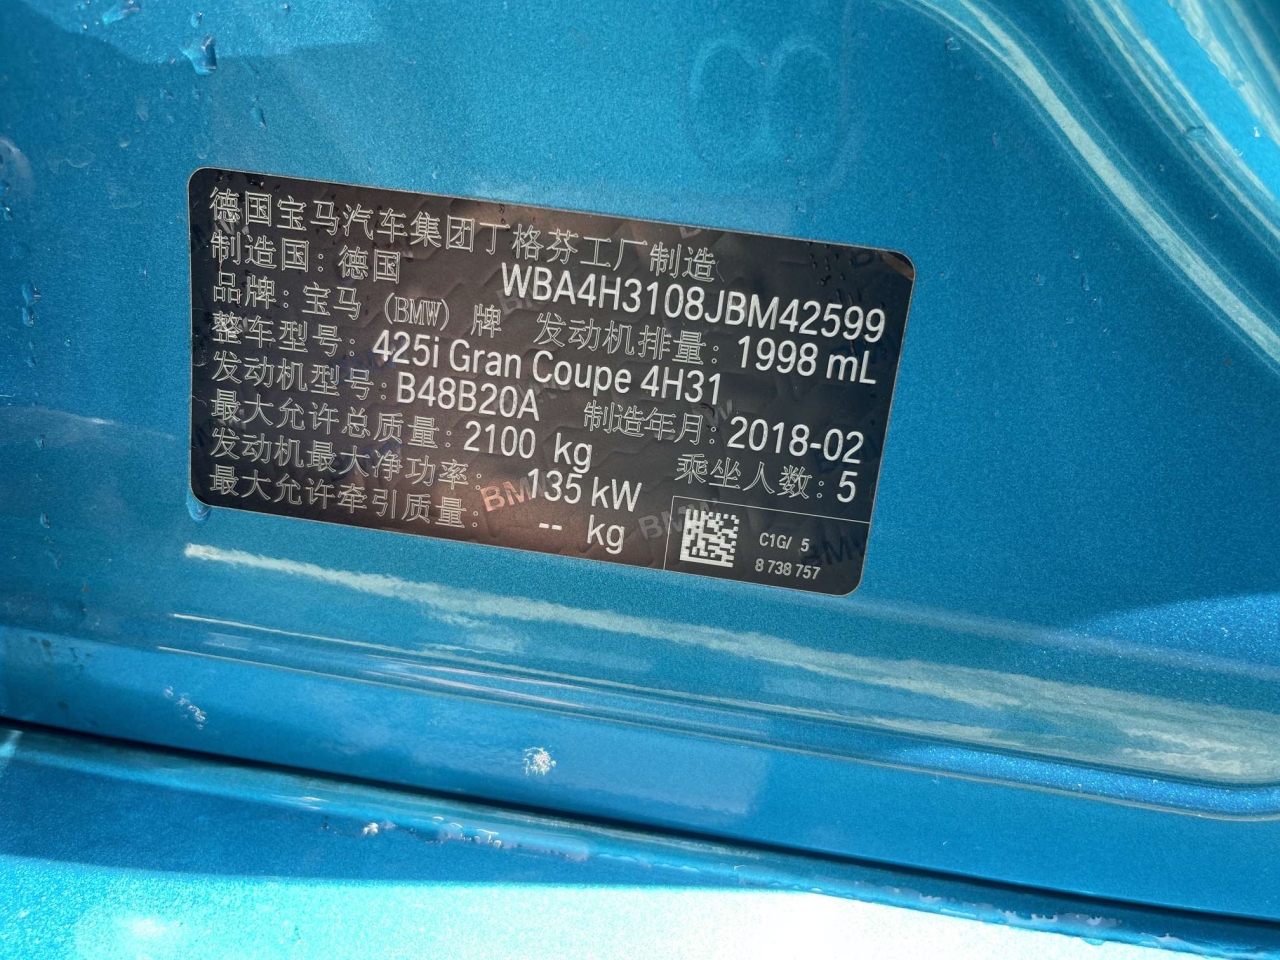 德国宝马汽车集团丁格芬工厂制造
制造国：德国 WBA4H3108JBM42599
品牌：宝马 (BMW) 牌 发动机排量：1998 mL
整车型号：425i Gran Coupe 4H31
发动机型号：B48B20A 制造年月：2018-02
最大允许总质量：2100 kg 乘坐人数：5
发动机最大净功率：135 kW
最大允许牵引质量：-- kg
C1G/ 5
8 738 757